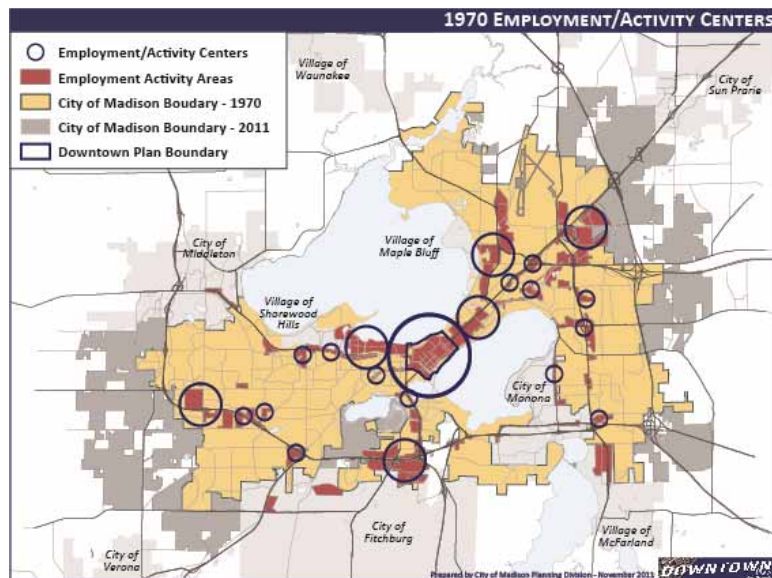 1970 EMPLOYMENT/ACTIVITY CENTERS
Employment/Activity Centers
Employment Activity Areas
City of Madison Boudary - 1970
City of Madison Boundary - 2011
Downtown Plan Boundary
Village of
Waunakee
City of
Sun Prarie
City of
Middleton
Village of
Maple Bluff
Village of
Shorewood
Hills
City of
Monona
City of
Fitchburg
Village of
McFarland
City of
Verona
Prepared by City of Madison Planning Division - November 2011
DOWNTOWN